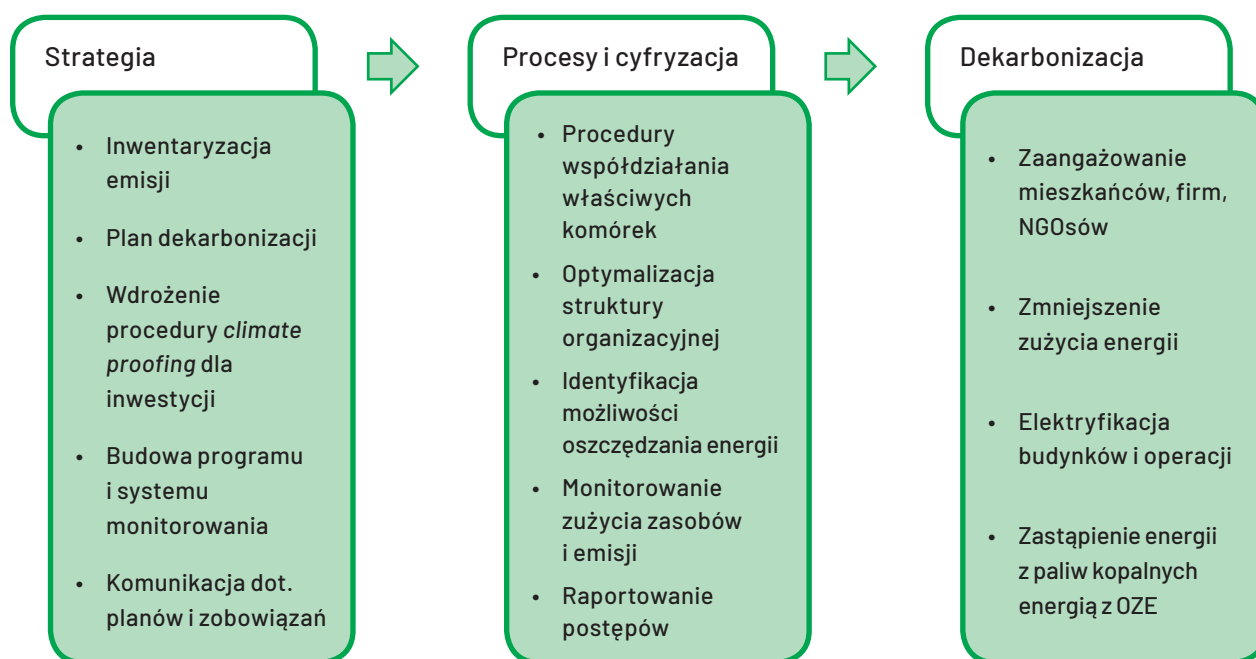 Strategia
• Inwentaryzacja
emisji
• Plan dekarbonizacji
• Wdrożenie
procedury climate
proofing dla
inwestycji
• Budowa programu
i systemu
monitorowania
• Komunikacja dot.
planów i zobowiązań
Procesy i cyfryzacja
• Procedury
współdziałania
właściwych
komórek
• Optymalizacja
struktury
organizacyjnej
• Identyfikacja
możliwości
oszczędzania energii
• Monitorowanie
zużycia zasobów
i emisji
• Raportowanie
postępów
Dekarbonizacja
• Zaangażowanie
mieszkańców, firm,
NGOsów
• Zmniejszenie
zużycia energii
• Elektryfikacja
budynków i operacji
• Zastąpienie energii
z paliw kopalnych
energią z OZE